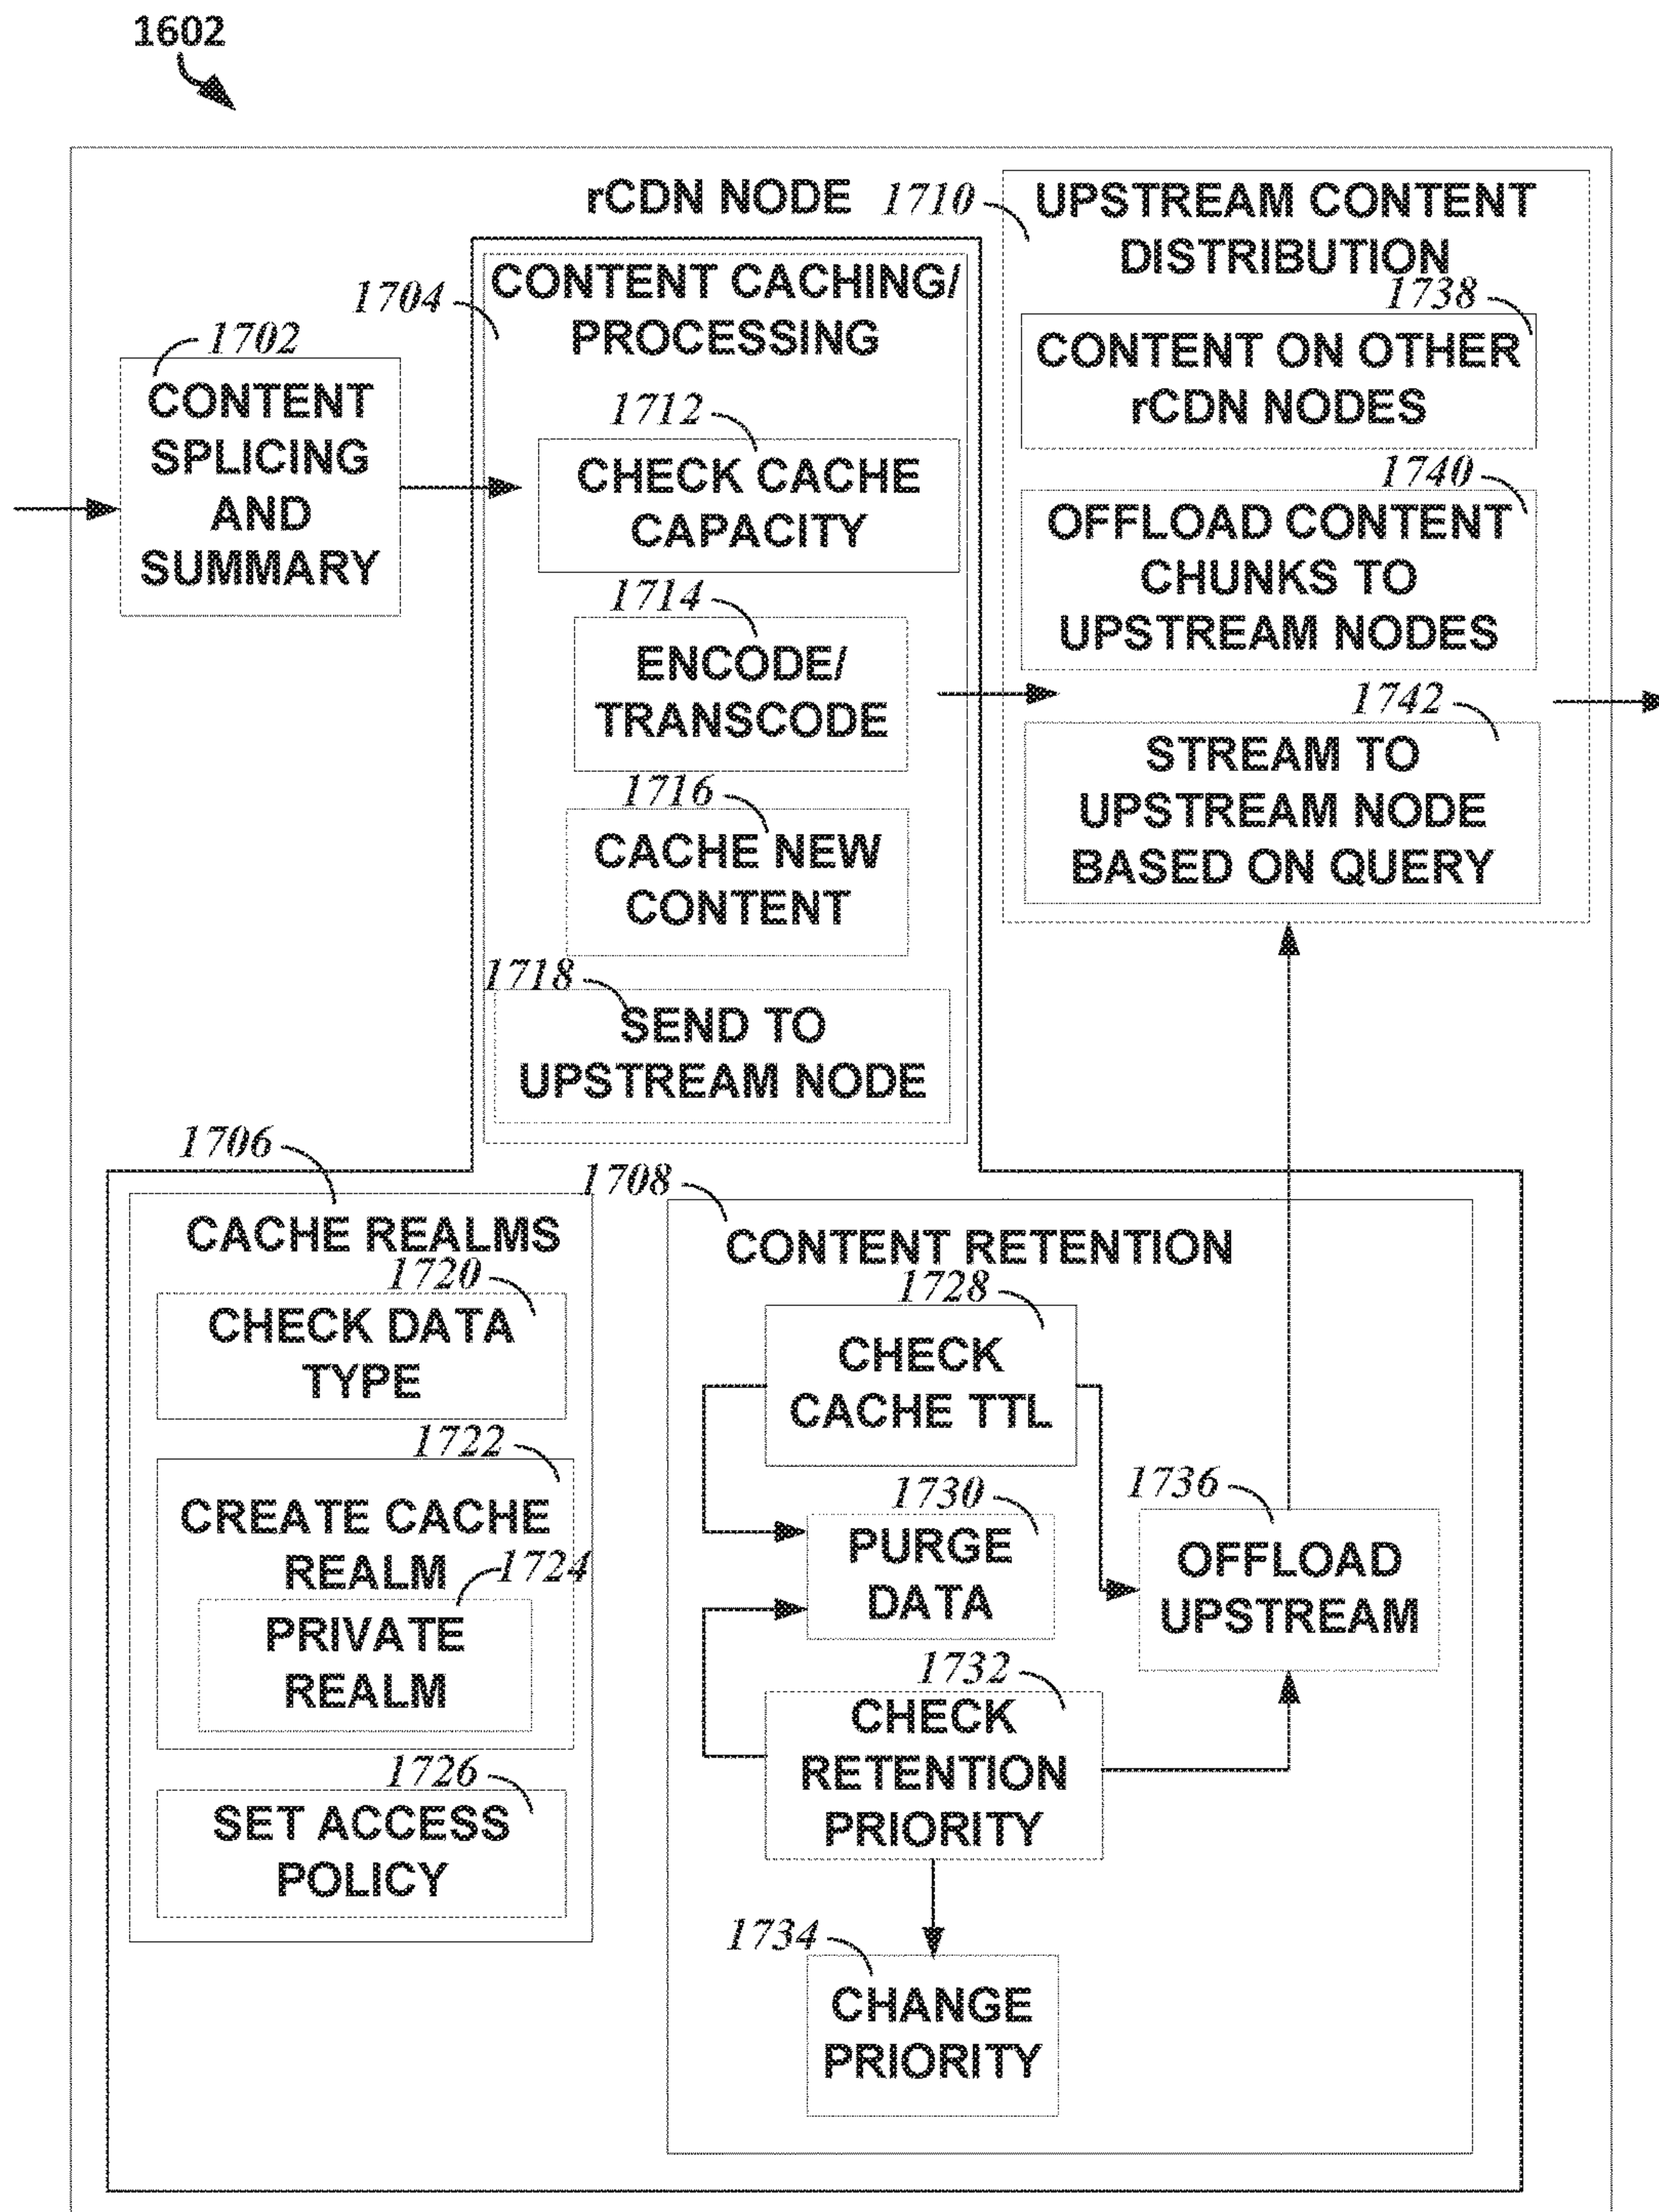 1602
rCDN NODE
1702
CONTENT
SPLICING
AND
SUMMARY
1704
CONTENT CACHING/
PROCESSING
1712
CHECK CACHE
CAPACITY
1714
ENCODE/
TRANSCODE
1716
CACHE NEW
CONTENT
1718
SEND TO
UPSTREAM NODE
1710
UPSTREAM CONTENT
DISTRIBUTION
1738
CONTENT ON OTHER
rCDN NODES
1740
OFFLOAD CONTENT
CHUNKS TO
UPSTREAM NODES
1742
STREAM TO
UPSTREAM NODE
BASED ON QUERY
1706
CACHE REALMS
1720
CHECK DATA
TYPE
1722
CREATE CACHE
REALM
1724
PRIVATE
REALM
1726
SET ACCESS
POLICY
1708
CONTENT RETENTION
1728
CHECK
CACHE TTL
1730
PURGE
DATA
1732
CHECK
RETENTION
PRIORITY
1734
CHANGE
PRIORITY
1736
OFFLOAD
UPSTREAM